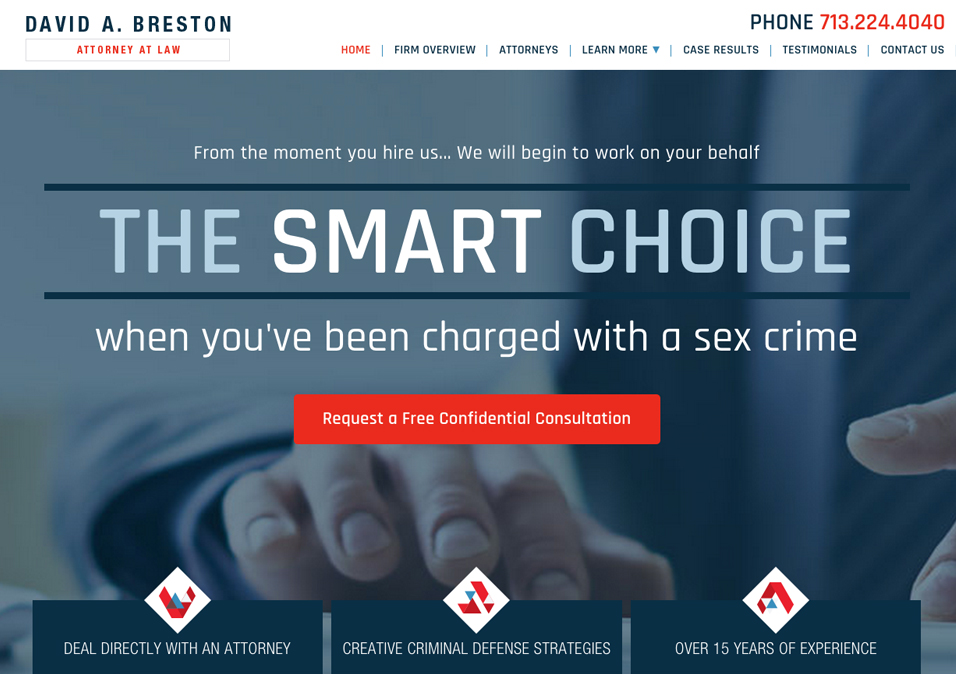 DAVID A. BRESTON
ATTORNEY AT LAW
PHONE 713.224.4040
HOME | FIRM OVERVIEW | ATTORNEYS | LEARN MORE ▼ | CASE RESULTS | TESTIMONIALS | CONTACT US
From the moment you hire us... We will begin to work on your behalf
THE SMART CHOICE
when you've been charged with a sex crime
Request a Free Confidential Consultation
DEAL DIRECTLY WITH AN ATTORNEY
CREATIVE CRIMINAL DEFENSE STRATEGIES
OVER 15 YEARS OF EXPERIENCE